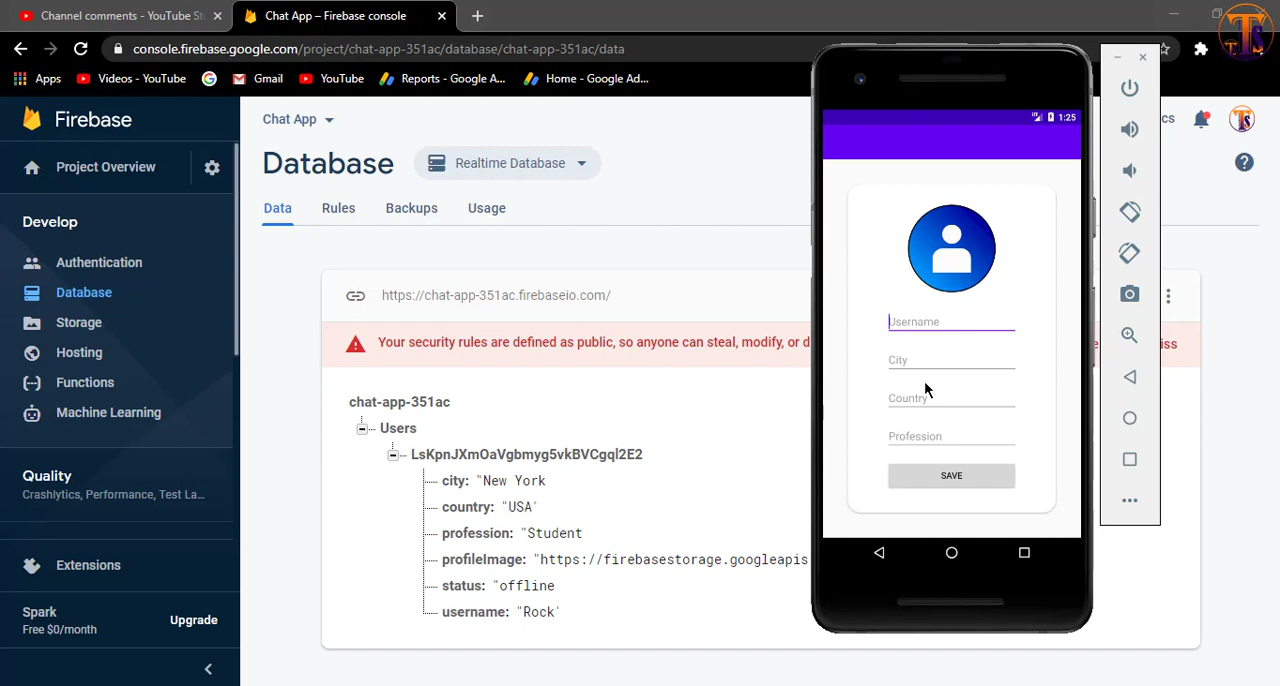 Channel comments - YouTube St
Chat App – Firebase console
console.firebase.google.com/project/chat-app-351ac/database/chat-app-351ac/data
Apps
Videos - YouTube
Gmail
YouTube
Reports - Google A...
Home - Google Ad...
TS
Firebase
Chat App
cs
Project Overview
Database
Realtime Database
Develop
Data
Rules
Backups
Usage
Authentication
Database
Storage
Hosting
Functions
Machine Learning
https://chat-app-351ac.firebaseio.com/
Your security rules are defined as public, so anyone can steal, modify, or d
iss
chat-app-351ac
Users
LsKpnJXmOaVgbmyg5vkBVCgql2E2
city: "New York
country: "USA'
profession: "Student
profileImage: "https://firebasestorage.googleapis
status: "offline
username: "Rock'
Quality
Crashlytics, Performance, Test La...
Extensions
Spark
Free $0/month
Upgrade
1:25
Username
City
Country
Profession
SAVE